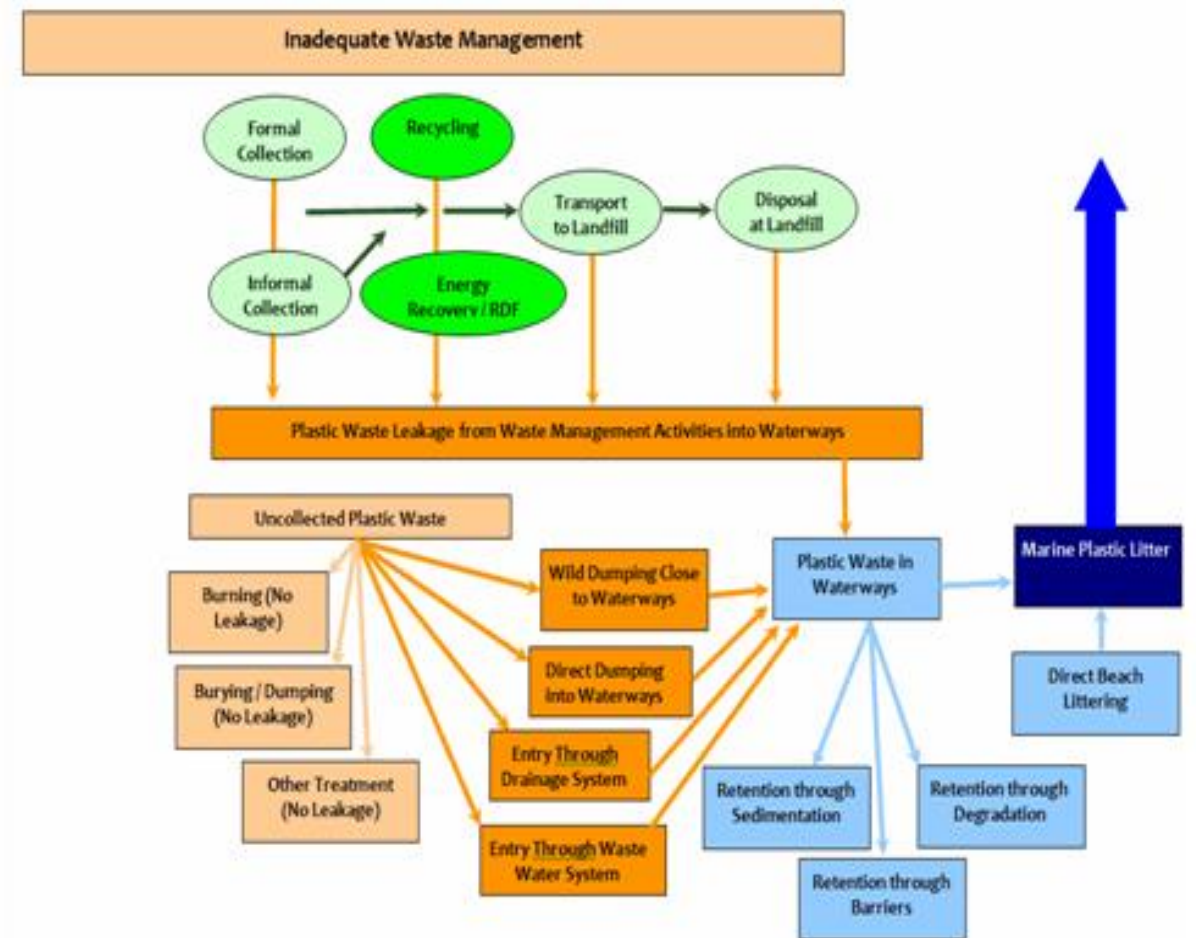 Inadequate Waste Management
Formal
Collection
Recycling
Transport
to Landfill
Disposal
at Landfill
Informal
Collection
Energy
Recovery / RDF
Plastic Waste Leakage from Waste Management Activities into Waterways
Uncollected Plastic Waste
Burning (No
Leakage)
Burying / Dumping
(No Leakage)
Other Treatment
(No Leakage)
Wild Dumping Close
to Waterways
Direct Dumping
into Waterways
Entry Through
Drainage System
Entry Through Waste
Water System
Plastic Waste in
Waterways
Marine Plastic Litter
Direct Beach
Littering
Retention through
Sedimentation
Retention through
Degradation
Retention through
Barriers